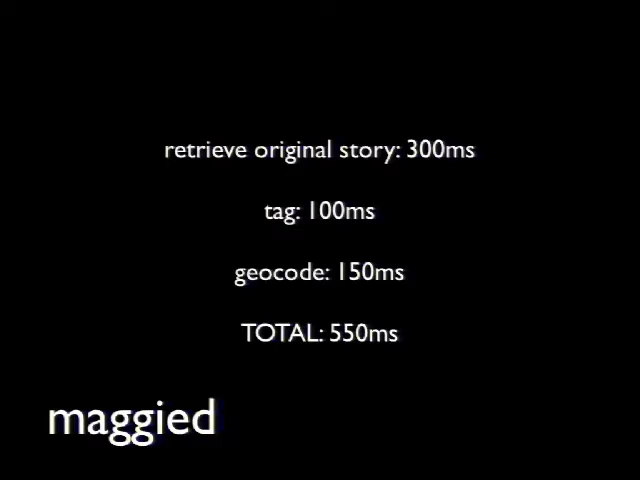 retrieve original story: 300ms
tag: 100ms
geocode: 150ms
TOTAL: 550ms
maggied